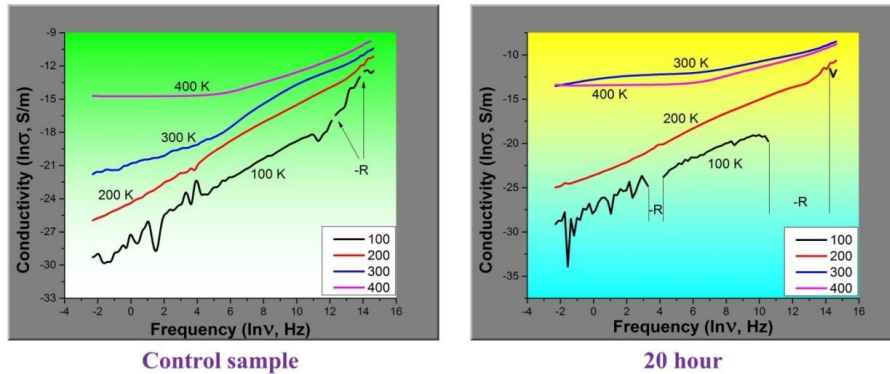 -9
-12
-15
-18
-21
-24
-27
-30
-33
Conductivity (lnσ, S/m)
400 K
300 K
200 K
100 K
-R
100
200
300
400
-4 -2 0 2 4 6 8 10 12 14 16
Frequency (lnν, Hz)
Control sample
-10
-15
-20
-25
-30
-35
Conductivity (lnσ, S/m)
300 K
400 K
200 K
100 K
-R
-R
100
200
300
400
-4 -2 0 2 4 6 8 10 12 14 16
Frequency (lnν, Hz)
20 hour